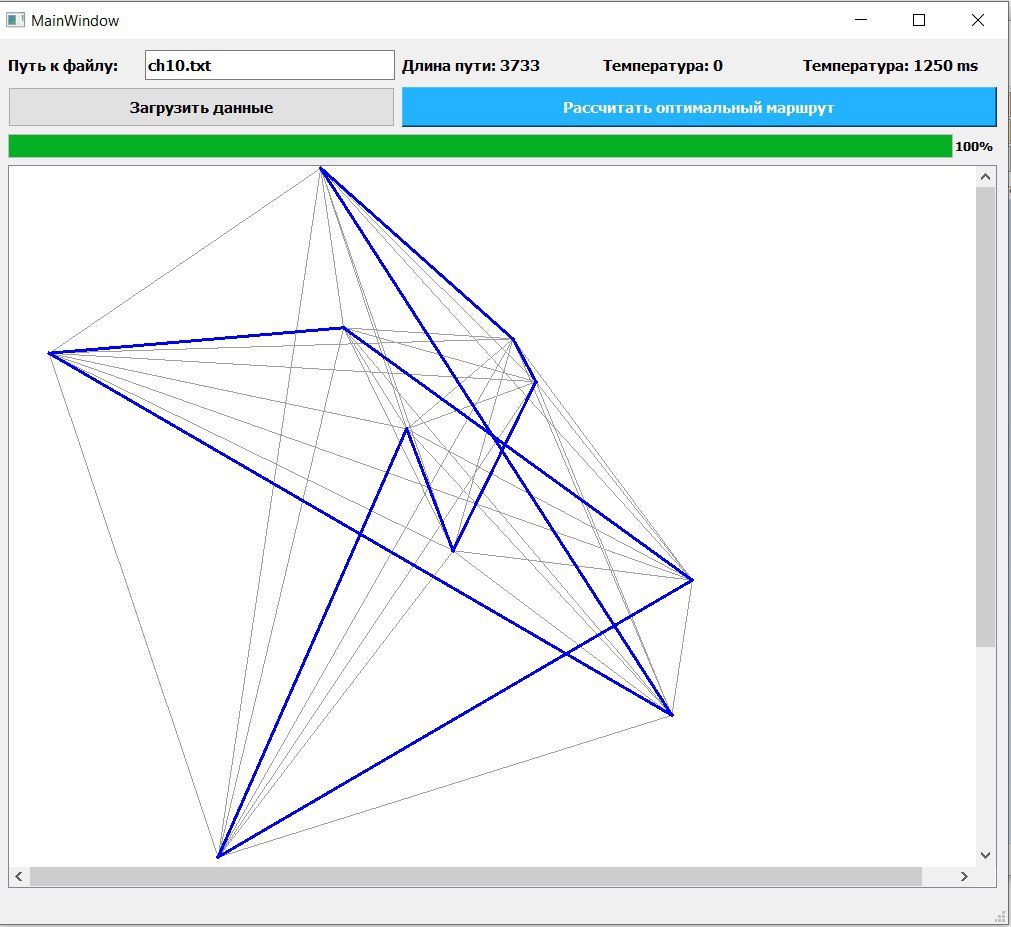 MainWindow
Путь к файлу: ch10.txt Длина пути: 3733 Температура: 0 Температура: 1250 ms
Загрузить данные Рассчитать оптимальный маршрут
100%